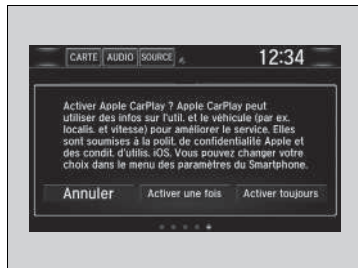 CARTE AUDIO SOURCE 12:34
Activer Apple CarPlay ? Apple CarPlay peut
utiliser des infos sur l'util. et le véhicule (par ex.
localis. et vitesse) pour améliorer le service. Elles
sont soumises à la polit. de confidentialité Apple et
des condit. d'utilis. iOS. Vous pouvez changer votre
choix dans le menu des paramètres du Smartphone.
Annuler Activer une fois Activer toujours